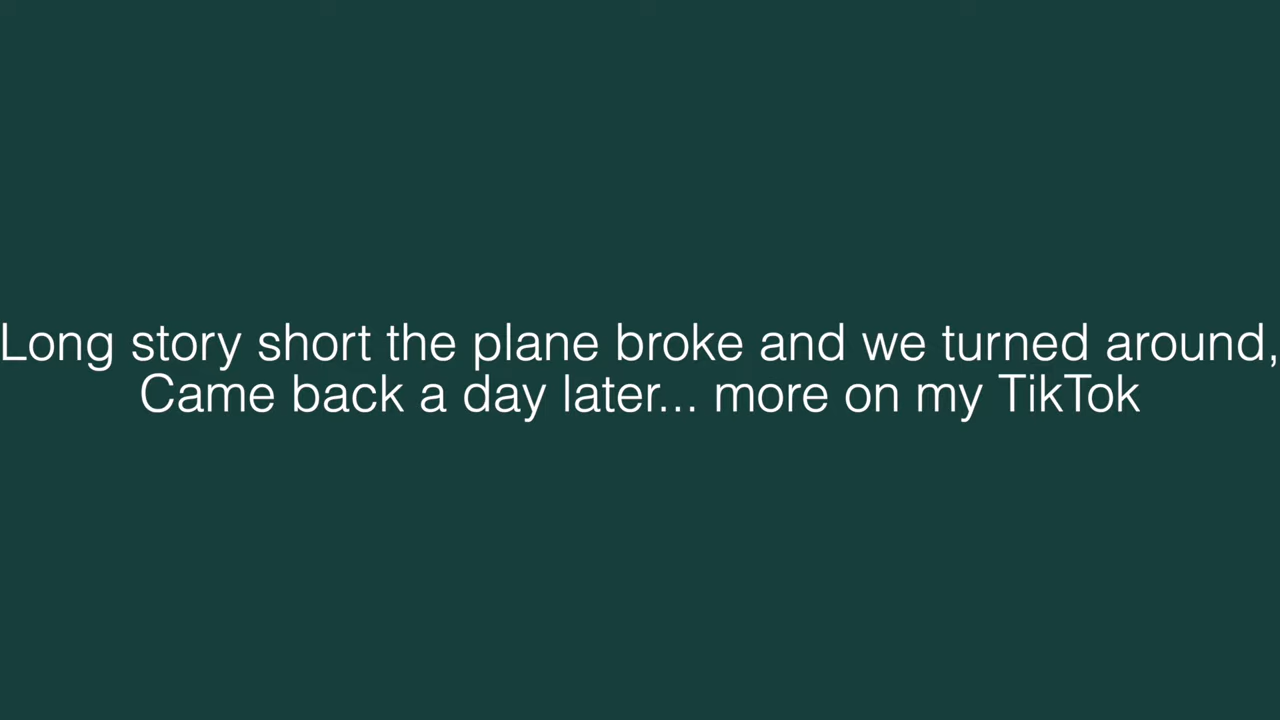 Long story short the plane broke and we turned around,
Came back a day later... more on my TikTok